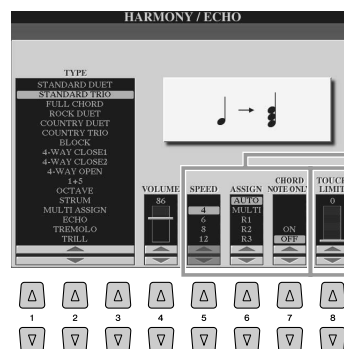 HARMONY / ECHO
TYPE
STANDARD DUET
STANDARD TRIO
FULL CHORD
ROCK DUET
COUNTRY DUET
COUNTRY TRIO
BLOCK
4-WAY CLOSE1
4-WAY CLOSE2
4-WAY OPEN
1+5
OCTAVE
STRUM
MULTI ASSIGN
ECHO
TREMOLO
TRILL
VOLUME
86
SPEED
4
6
8
12
ASSIGN
AUTO
MULTI
R1
R2
R3
CHORD
NOTE ONLY
ON
OFF
TOUCH
LIMIT
0
1 2 3 4 5 6 7 8